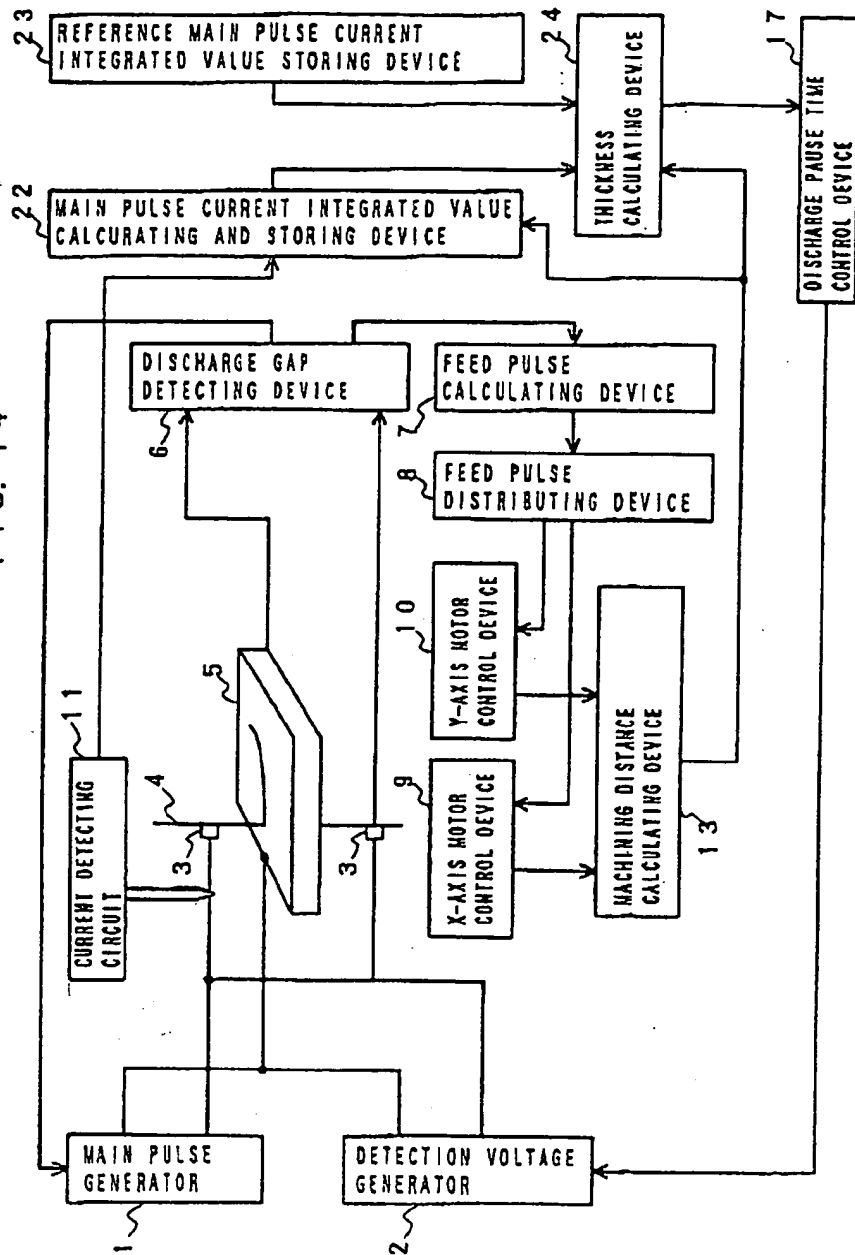 FIG. 14
23
REFERENCE MAIN PULSE CURRENT
INTEGRATED VALUE STORING DEVICE
22
MAIN PULSE CURRENT INTEGRATED VALUE
CALCURATING AND STORING DEVICE
24
THICKNESS
CALCULATING DEVICE
17
DISCHARGE PAUSE TIME
CONTROL DEVICE
11
CURRENT DETECTING
CIRCUIT
DISCHARGE GAP
DETECTING DEVICE
6
FEED PULSE
CALCULATING DEVICE
7
8
FEED PULSE
DISTRIBUTING DEVICE
4
5
3
3
10
Y-AXIS MOTOR
CONTROL DEVICE
9
X-AXIS MOTOR
CONTROL DEVICE
MACHINING DISTANCE
CALCULATING DEVICE
13
MAIN PULSE
GENERATOR
1
DETECTION VOLTAGE
GENERATOR
2